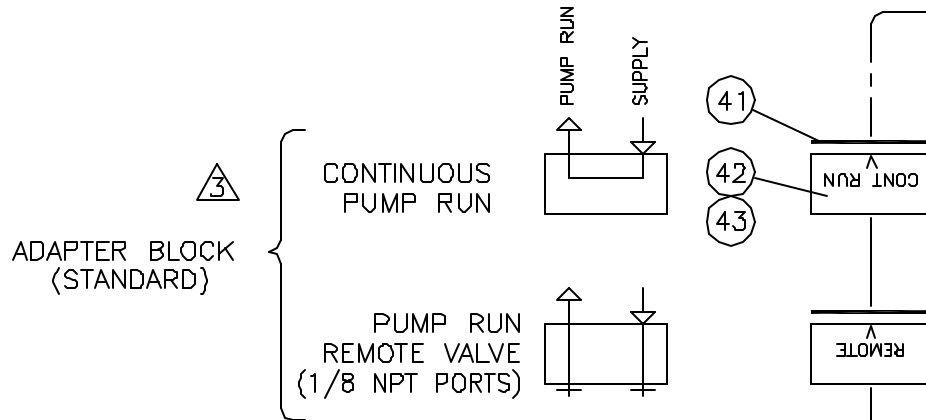 PUMP RUN
SUPPLY
41
3
CONTINUOUS
PUMP RUN
42
43
CONT RUN
ADAPTER BLOCK
(STANDARD)
PUMP RUN
REMOTE VALVE
(1/8 NPT PORTS)
REMOTE